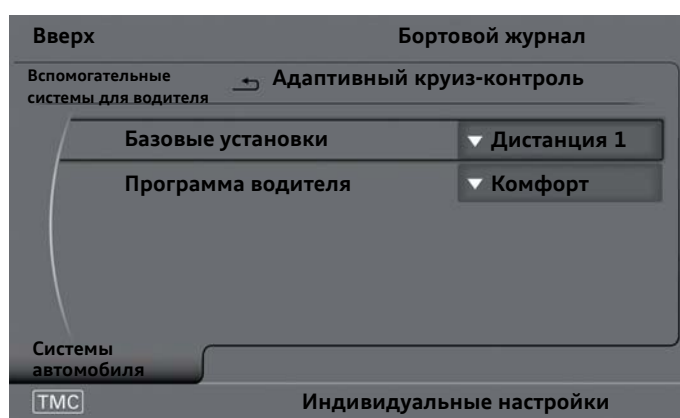 Вверх
Бортовой журнал
Вспомогательные
системы для водителя
Адаптивный круиз-контроль
Базовые установки
Дистанция 1
Программа водителя
Комфорт
Системы
автомобиля
TMC
Индивидуальные настройки